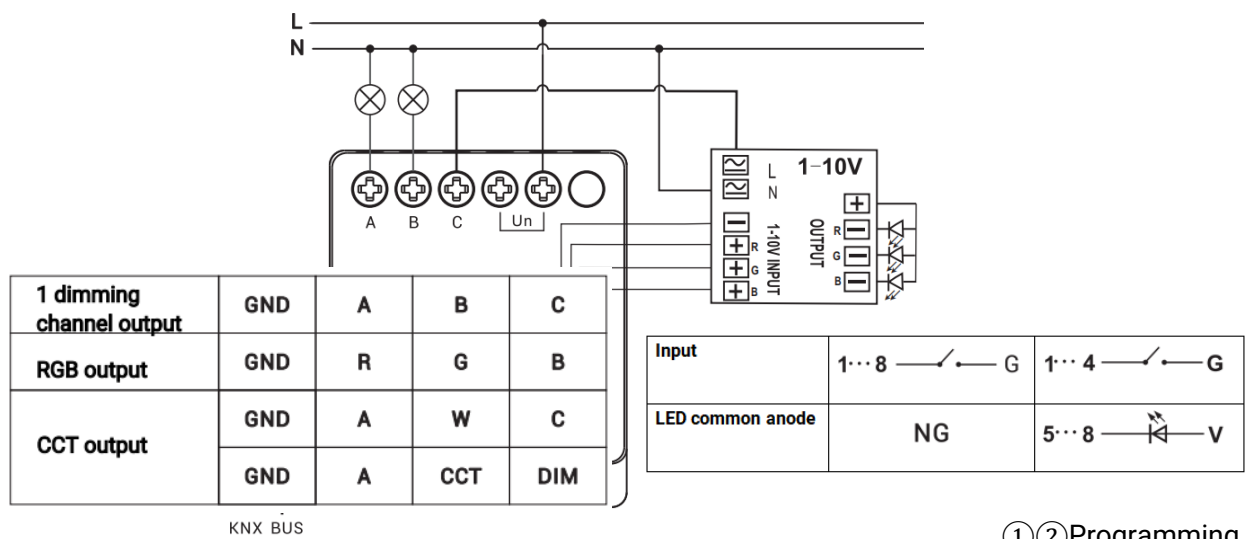 L
N
A B C Un
L 1-10V
N
1-10V INPUT
R
G
B
OUTPUT
R
G
B
1 dimming
channel output
GND A B C
RGB output
GND R G B
CCT output
GND A W C
GND A CCT DIM
Input
1···8 G
1···4 G
LED common anode
NG
5···8 V
KNX BUS
①②Programming